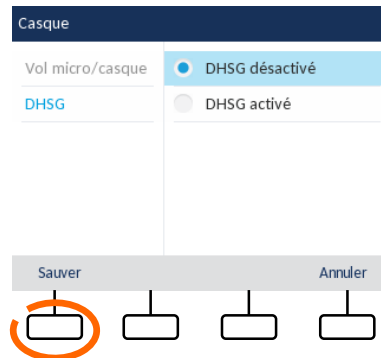 Casque
Vol micro/casque
DHSG
DHSG désactivé
DHSG activé
Sauver
Annuler